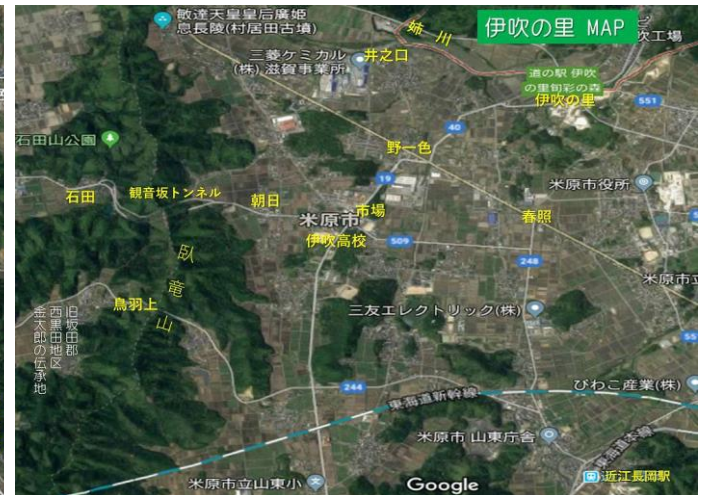 敏達天皇皇后廣姫
息長陵(村居田古墳)
姉川
伊吹の里 MAP
吹工場
三菱ケミカル
(株) 滋賀事業所
井之口
道の駅 伊吹
の里旬彩の森
伊吹の里
551
40
石田山公園
野一色
19
米原市役所
石田
観音坂トンネル
朝日
市場
米原市
春照
伊吹高校
509
臥竜山
248
米原市立
鳥羽上
三友エレクトリック(株)
旧坂田郡
西黒田地区
金太郎の伝承地
55
244
東海道新幹線
びわこ産業(株)
米原市 山東庁舎
東海道本線
米原市立山東小
Google
近江長岡駅